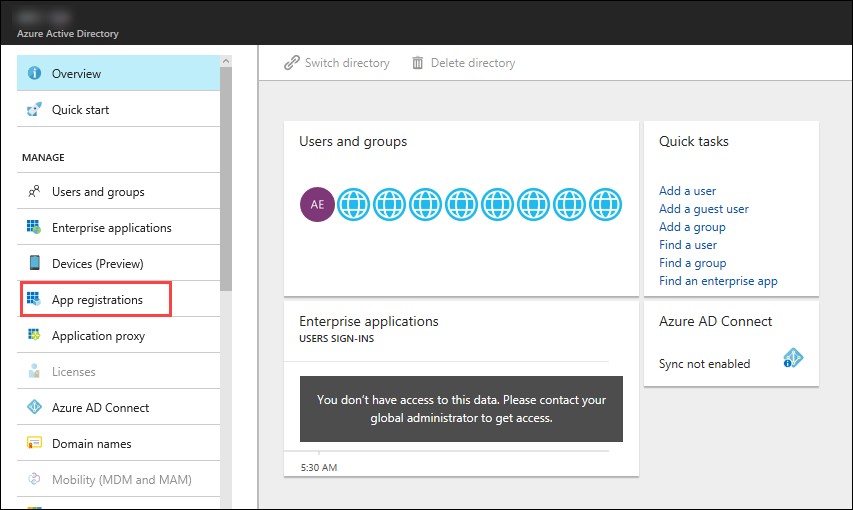 Azure Active Directory
Overview
Quick start
MANAGE
Users and groups
Enterprise applications
Devices (Preview)
App registrations
Application proxy
Licenses
Azure AD Connect
Domain names
Mobility (MDM and MAM)
Switch directory
Delete directory
Users and groups
AE
Quick tasks
Add a user
Add a guest user
Add a group
Find a user
Find a group
Find an enterprise app
Enterprise applications
USERS SIGN-INS
You don't have access to this data. Please contact your
global administrator to get access.
5:30 AM
Azure AD Connect
Sync not enabled